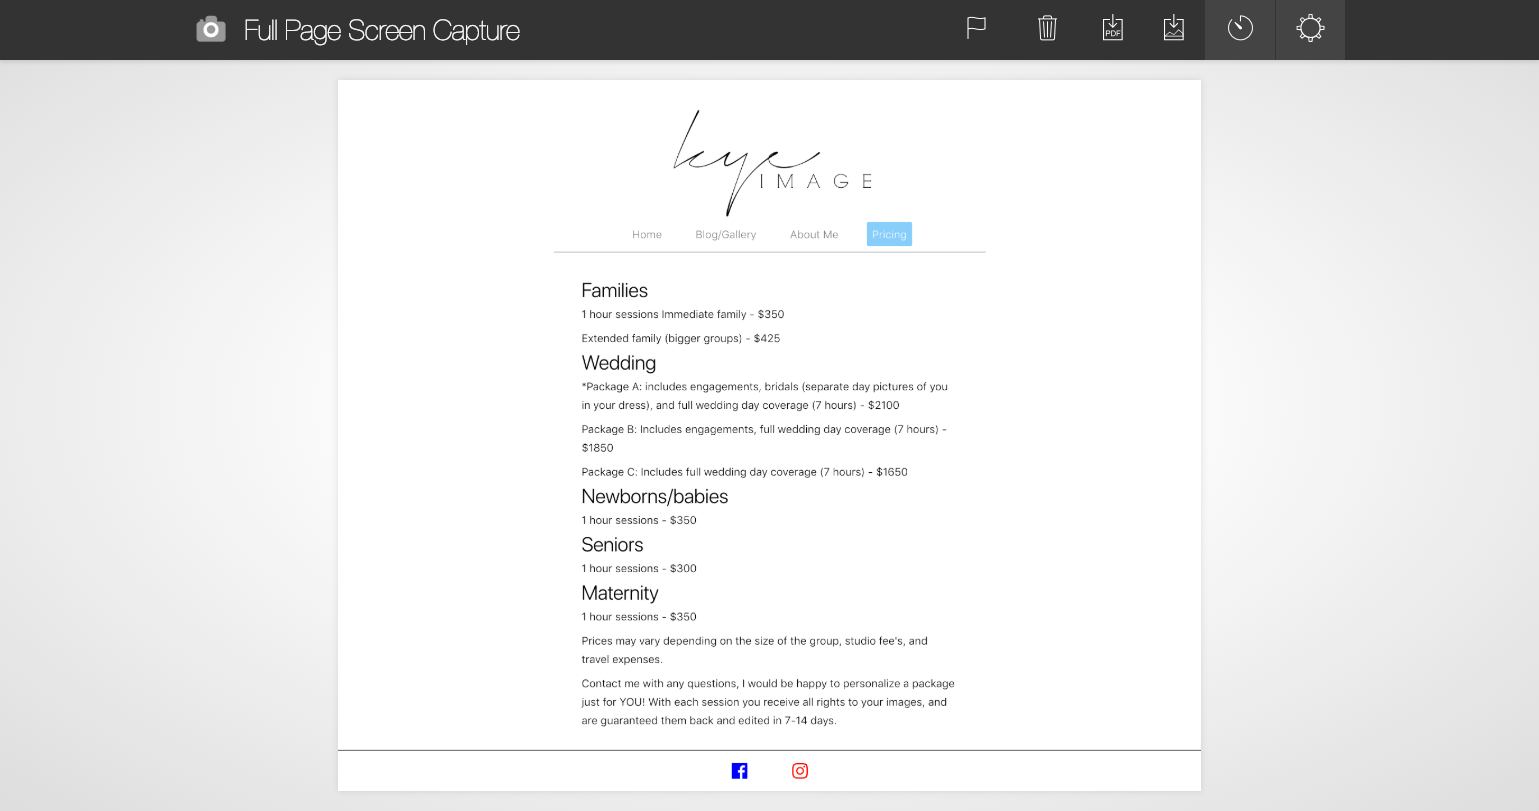 Full Page Screen Capture
PDF
kye
IMAGE
Home Blog/Gallery About Me Pricing
Families
1 hour sessions Immediate family - $350
Extended family (bigger groups) - $425
Wedding
*Package A: includes engagements, bridals (separate day pictures of you
in your dress), and full wedding day coverage (7 hours) - $2100
Package B: Includes engagements, full wedding day coverage (7 hours) -
$1850
Package C: Includes full wedding day coverage (7 hours) - $1650
Newborns/babies
1 hour sessions - $350
Seniors
1 hour sessions - $300
Maternity
1 hour sessions - $350
Prices may vary depending on the size of the group, studio fee's, and
travel expenses.
Contact me with any questions, I would be happy to personalize a package
just for YOU! With each session you receive all rights to your images, and
are guaranteed them back and edited in 7-14 days.